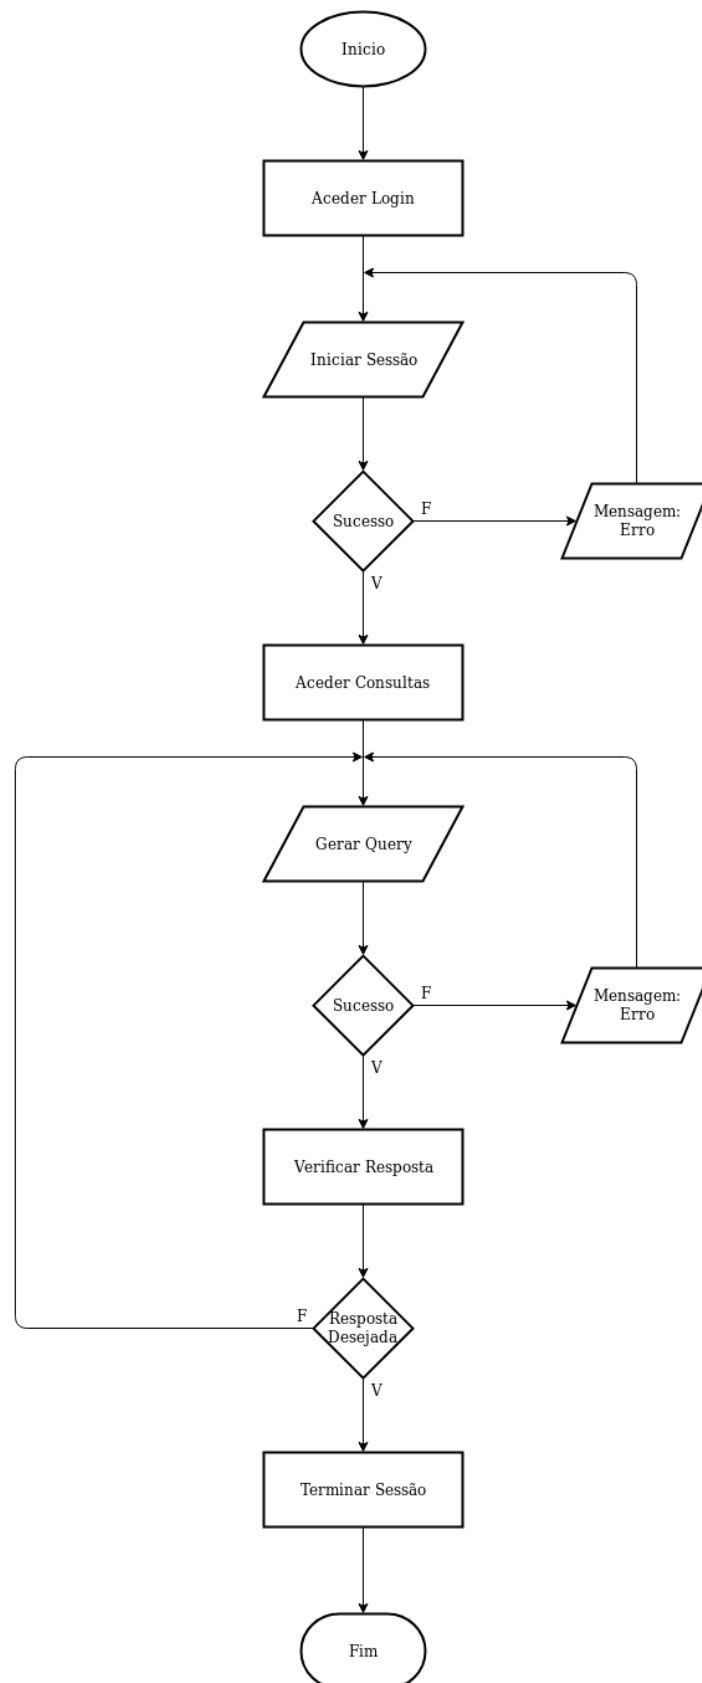 Inicio
Aceder Login
Iniciar Sessão
Sucesso
F
Mensagem:
Erro
V
Aceder Consultas
Gerar Query
Sucesso
F
Mensagem:
Erro
V
Verificar Resposta
F
Resposta
Desejada
V
Terminar Sessão
Fim